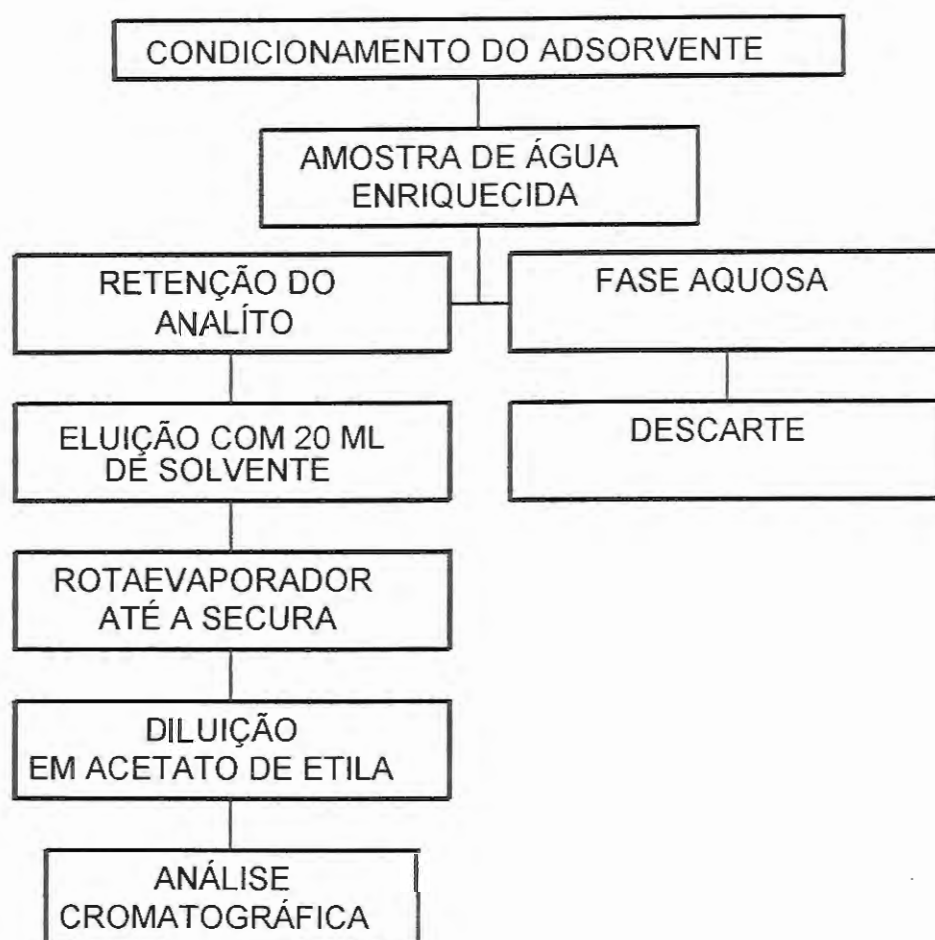 CONDICIONAMENTO DO ADSORVENTE
AMOSTRA DE ÁGUA
ENRIQUECIDA
RETENÇÃO DO
ANALÍTO
FASE AQUOSA
ELUIÇÃO COM 20 ML
DE SOLVENTE
DESCARTE
ROTAEVAPORADOR
ATÉ A SECURA
DILUIÇÃO
EM ACETATO DE ETILA
ANÁLISE
CROMATOGRÁFICA